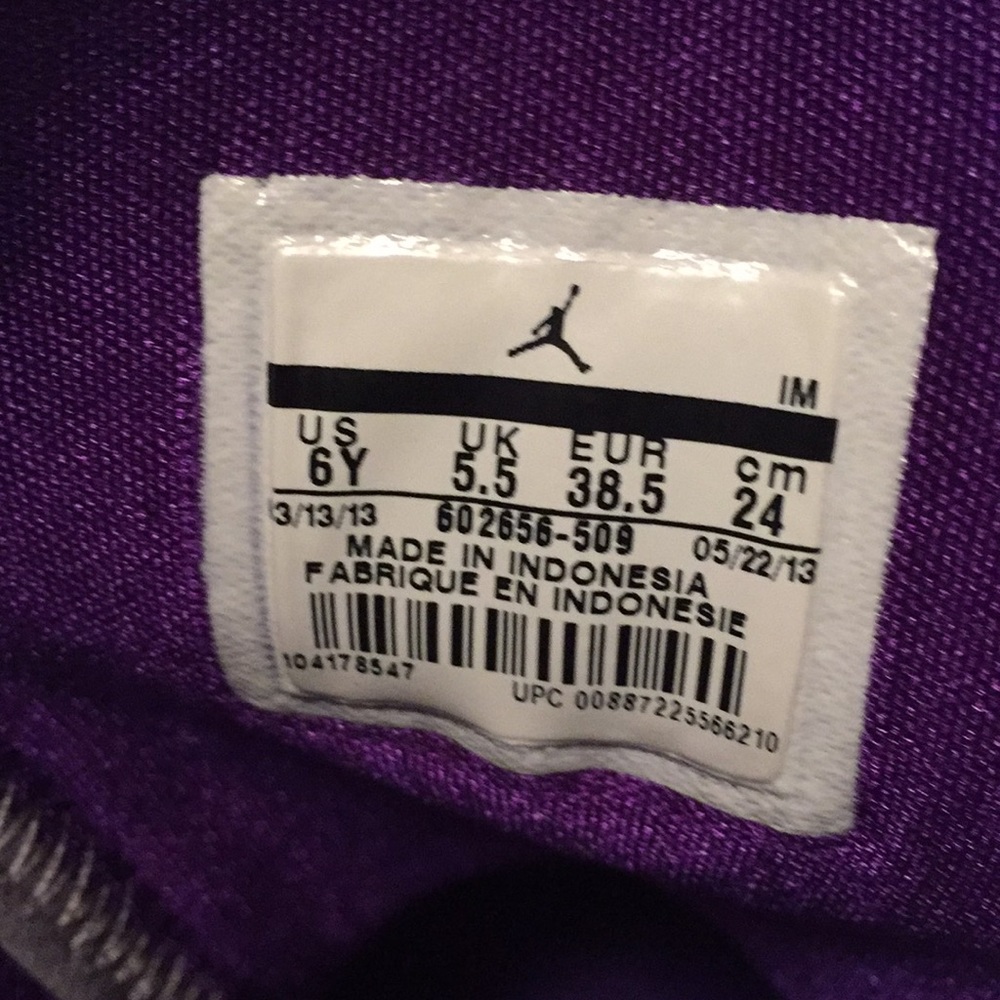 IM
US UK EUR cm
6Y 5.5 38.5 24
3/13/13 602656-509 05/22/13
MADE IN INDONESIA
FABRIQUE EN INDONESIE
104178547 UPC 00887225566210